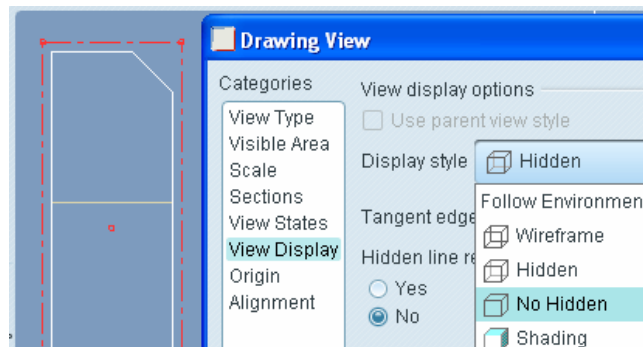 Drawing View
Categories
View Type
Visible Area
Scale
Sections
View States
View Display
Origin
Alignment
View display options
Use parent view style
Display style Hidden
Follow Environmen
Wireframe
Hidden
No Hidden
Shading
Tangent edge
Hidden line re
Yes
No